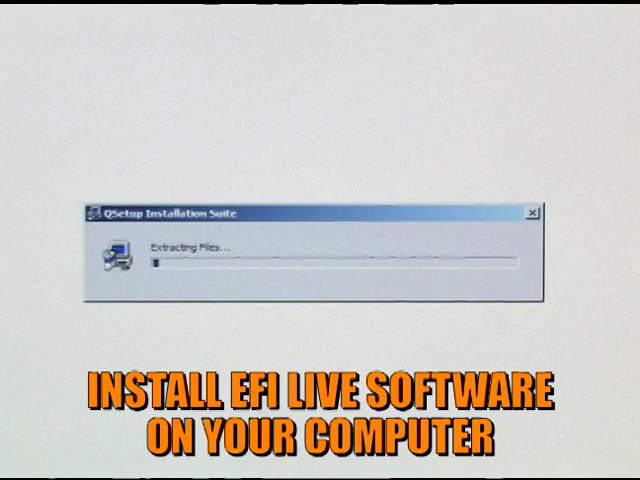 QSetup Installation Suite
Extracting Files...
INSTALL EFI LIVE SOFTWARE
ON YOUR COMPUTER